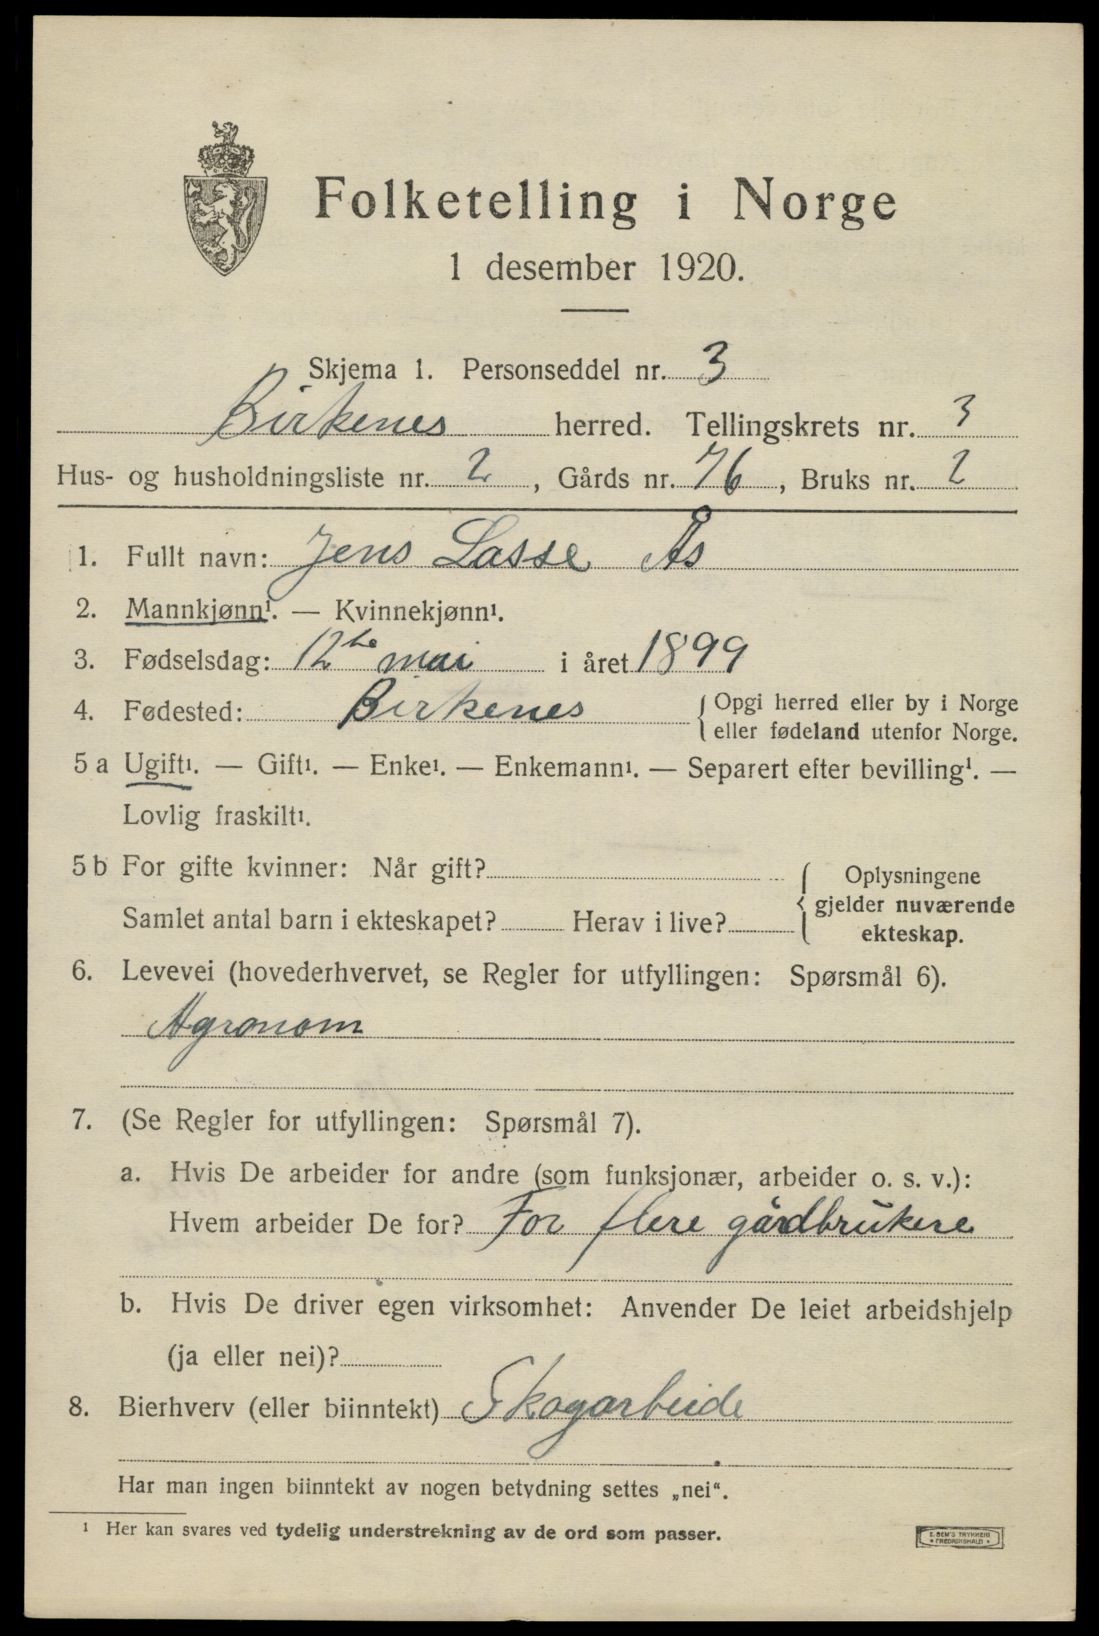 Folketelling i Norge
1 desember 1920.
Skjema 1. Personseddel nr. 3
Birkenes herred. Tellingskrets nr. 3
Hus- og husholdningsliste nr. 2, Gårds nr. 76, Bruks nr. 2
1. Fullt navn: Jens Lasse Ås
2. Mannkjønn¹. — Kvinnekjønn¹.
3. Fødselsdag: 12te mai i året 1899
4. Fødested: Birkenes { Opgi herred eller by i Norge
eller fødeland utenfor Norge.
5 a Ugift¹. — Gift¹. — Enke¹. — Enkemann¹. — Separert efter bevilling¹. —
Lovlig fraskilt¹.
5 b For gifte kvinner: Når gift?
Samlet antal barn i ekteskapet? Herav i live?
{ Oplysningene
gjelder nuværende
ekteskap.
6. Levevei (hovederhvervet, se Regler for utfyllingen: Spørsmål 6).
Agronom
7. (Se Regler for utfyllingen: Spørsmål 7).
a. Hvis De arbeider for andre (som funksjonær, arbeider o. s. v.):
Hvem arbeider De for? For flere gårdbrukere
b. Hvis De driver egen virksomhet: Anvender De leiet arbeidshjelp
(ja eller nei)?
8. Bierhverv (eller biinntekt) Skogarbeide
Har man ingen biinntekt av nogen betydning settes „nei“.
¹ Her kan svares ved tydelig understrekning av de ord som passer.
E. SEM'S TRYKKERI
FREDRIKSHALD